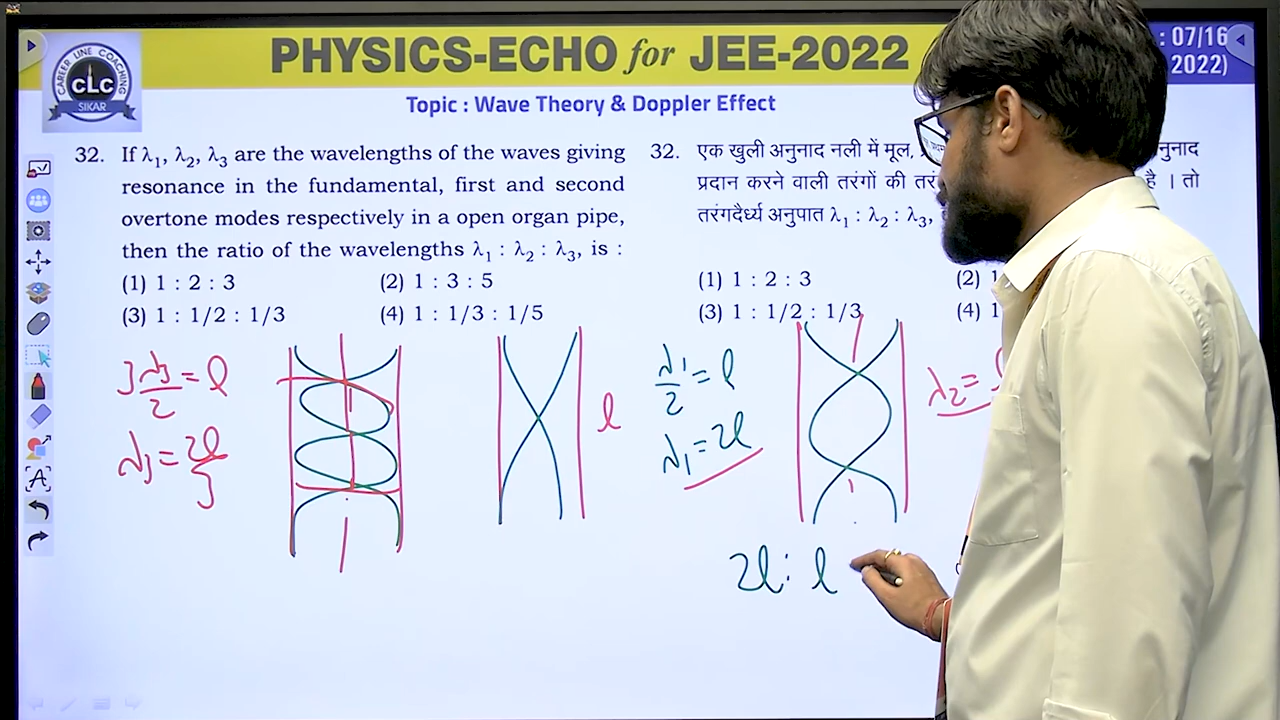 PHYSICS-ECHO for JEE-2022
: 07/16
2022)
CAREER LINE COACHING
CLC
SIKAR
Topic : Wave Theory & Doppler Effect
32. If λ1, λ2, λ3 are the wavelengths of the waves giving
resonance in the fundamental, first and second
overtone modes respectively in a open organ pipe,
then the ratio of the wavelengths λ1 : λ2 : λ3, is :
(1) 1 : 2 : 3 (2) 1 : 3 : 5
(3) 1 : 1/2 : 1/3 (4) 1 : 1/3 : 1/5
32. एक खुली अनुनाद नली में मूल,
प्रदान करने वाली तरंगों की
है । तो
तरंगदैर्ध्य अनुपात λ1 : λ2 : λ3,
(1) 1 : 2 : 3 (2) 1
(3) 1 : 1/2 : 1/3 (4) 1
3λ3/2 = l
λ3 = 2l/3
l
λ1/2 = l
λ1 = 2l
λ2 =
2l : l